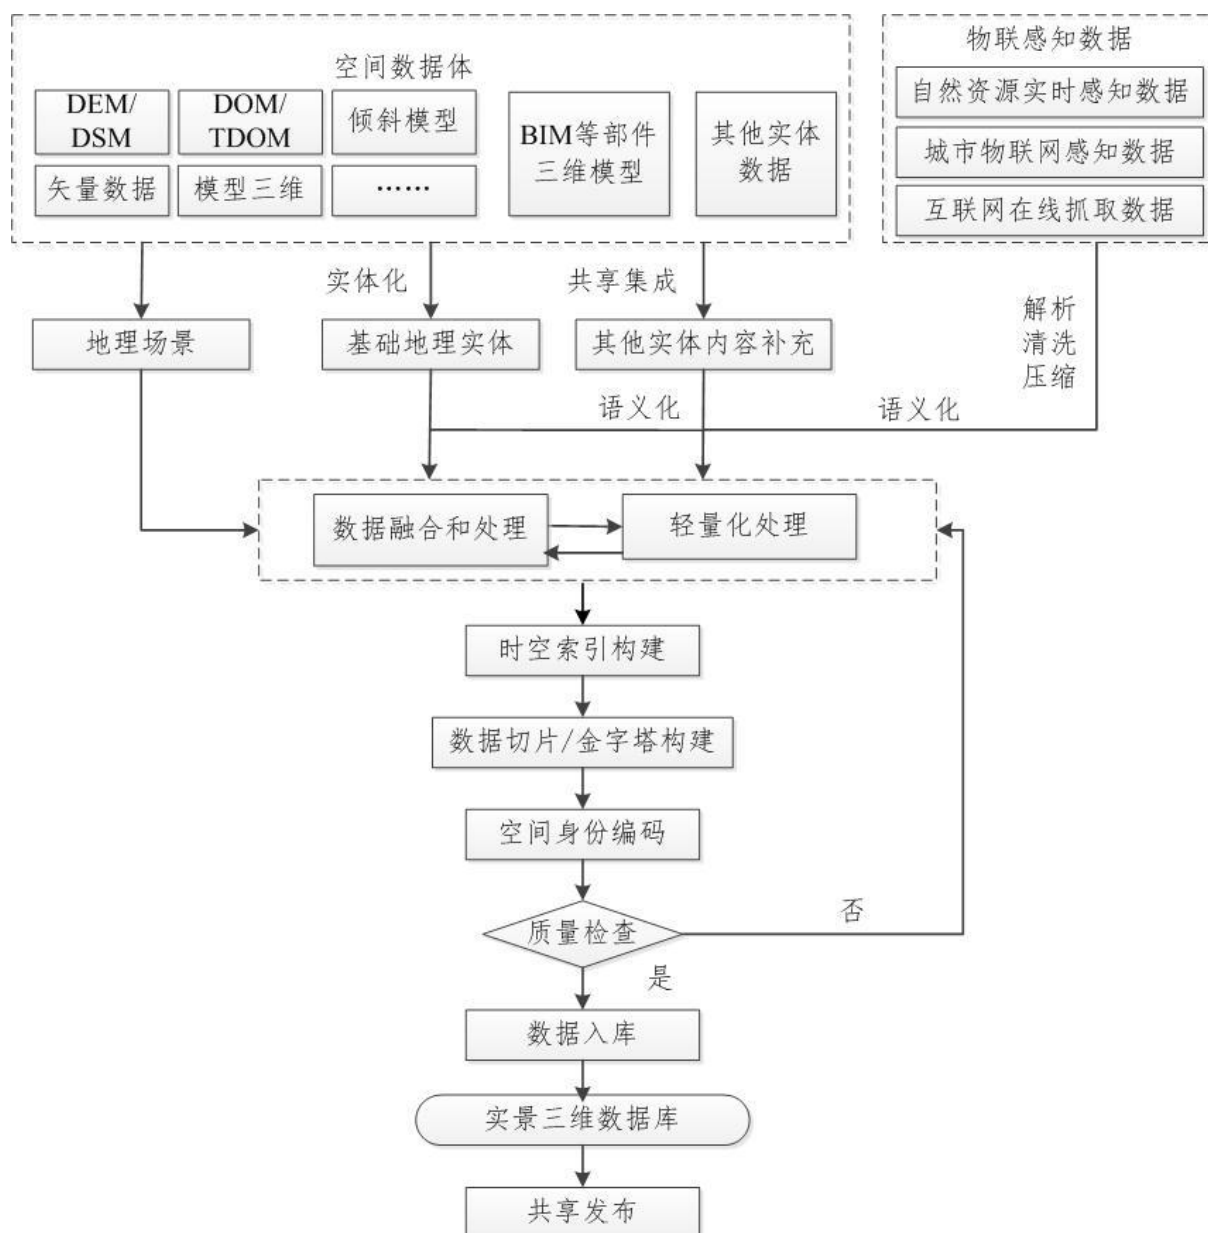 空间数据体
DEM/
DSM
DOM/
TDOM
倾斜模型
矢量数据
模型三维
……
BIM等部件
三维模型
其他实体
数据
物联感知数据
自然资源实时感知数据
城市物联网感知数据
互联网在线抓取数据
实体化
共享集成
解析
清洗
压缩
地理场景
基础地理实体
其他实体内容补充
语义化
语义化
数据融合和处理
轻量化处理
时空索引构建
数据切片/金字塔构建
空间身份编码
质量检查
否
是
数据入库
实景三维数据库
共享发布